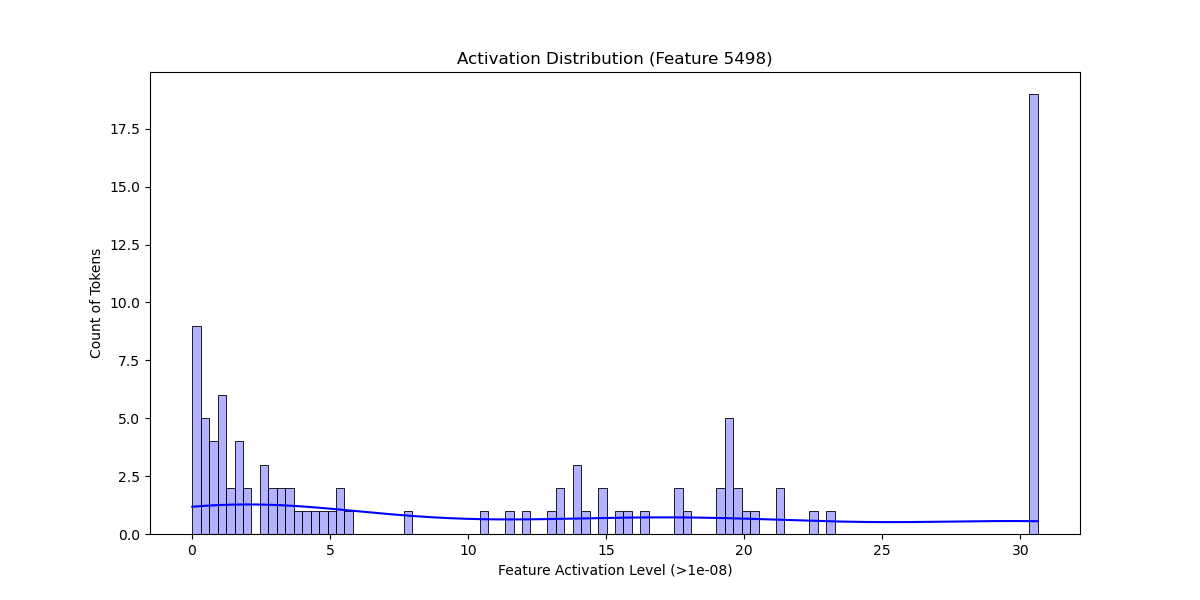 Activation Distribution (Feature 5498)
Count of Tokens
17.5
15.0
12.5
10.0
7.5
5.0
2.5
0.0
0 5 10 15 20 25 30
Feature Activation Level (>1e-08)